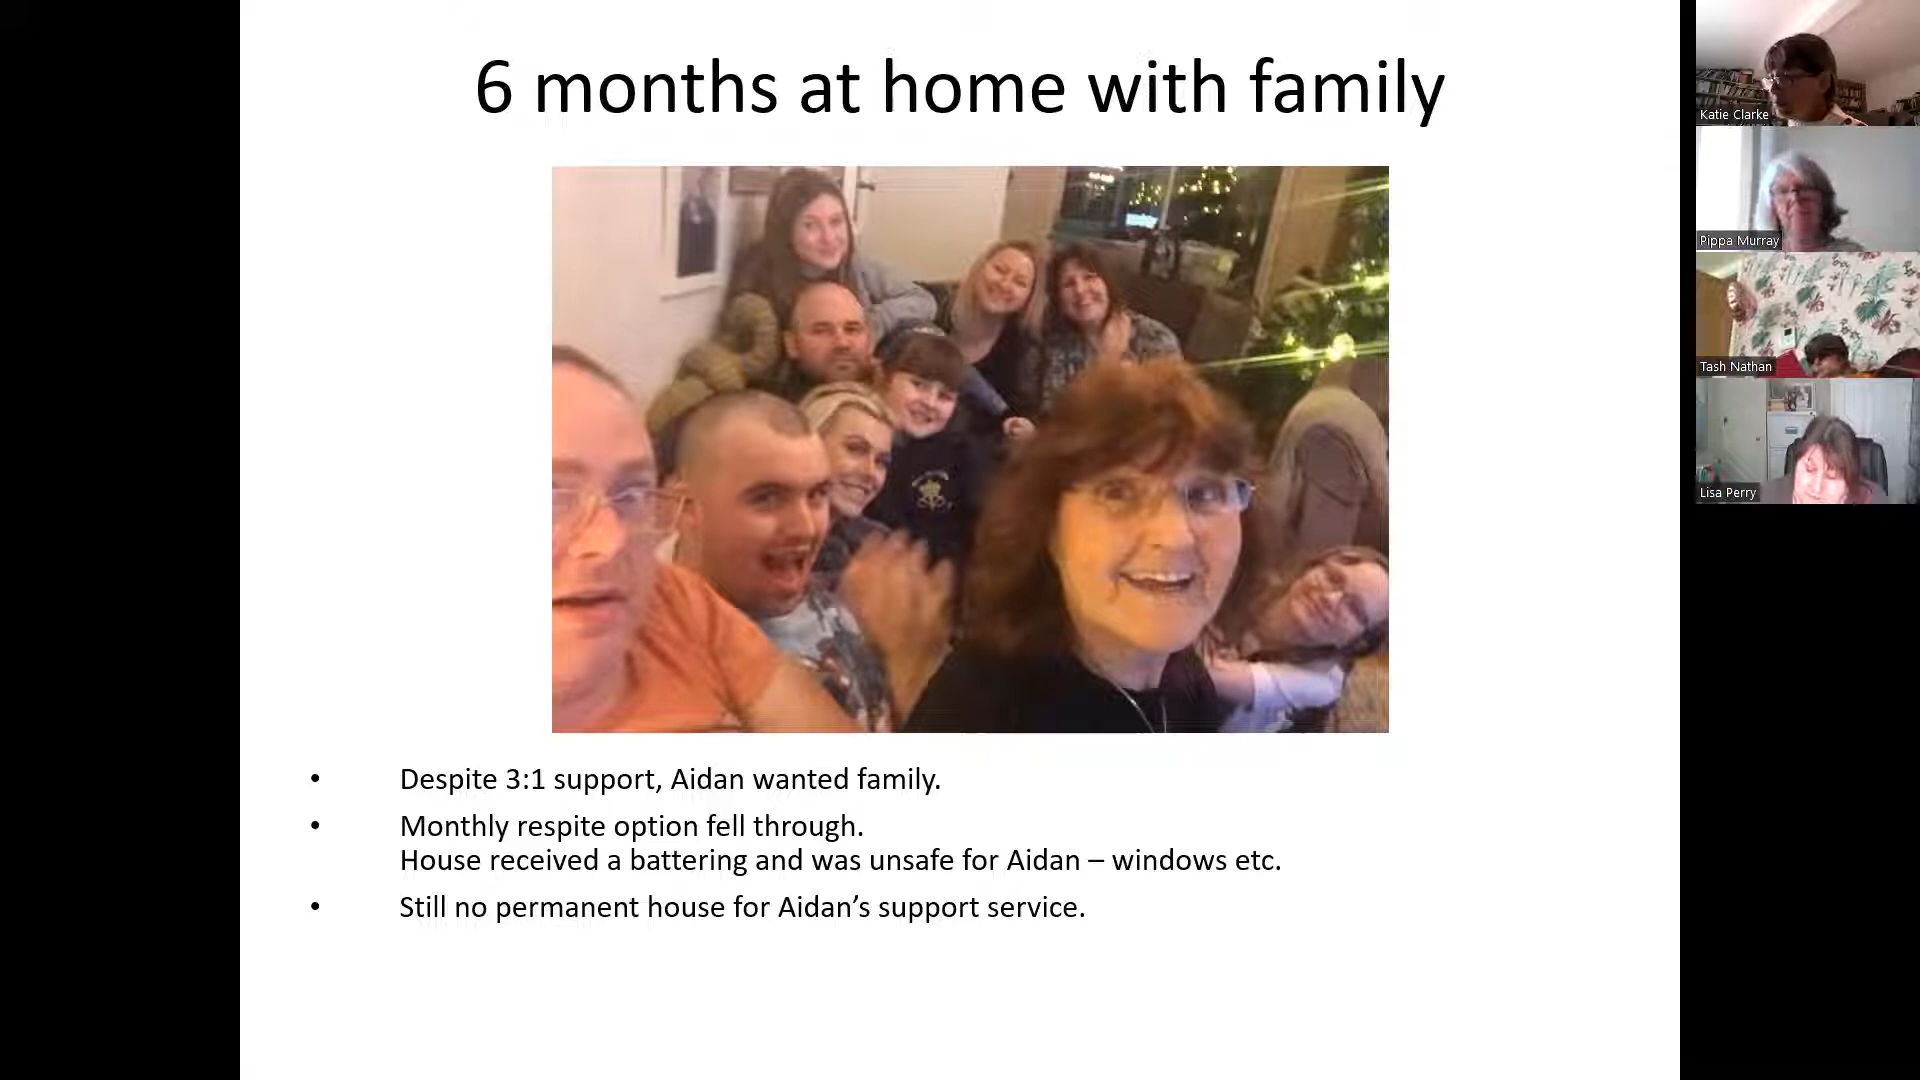 6 months at home with family
• Despite 3:1 support, Aidan wanted family.
• Monthly respite option fell through.
House received a battering and was unsafe for Aidan – windows etc.
• Still no permanent house for Aidan’s support service.
Katie Clarke
Pippa Murray
Tash Nathan
Lisa Perry